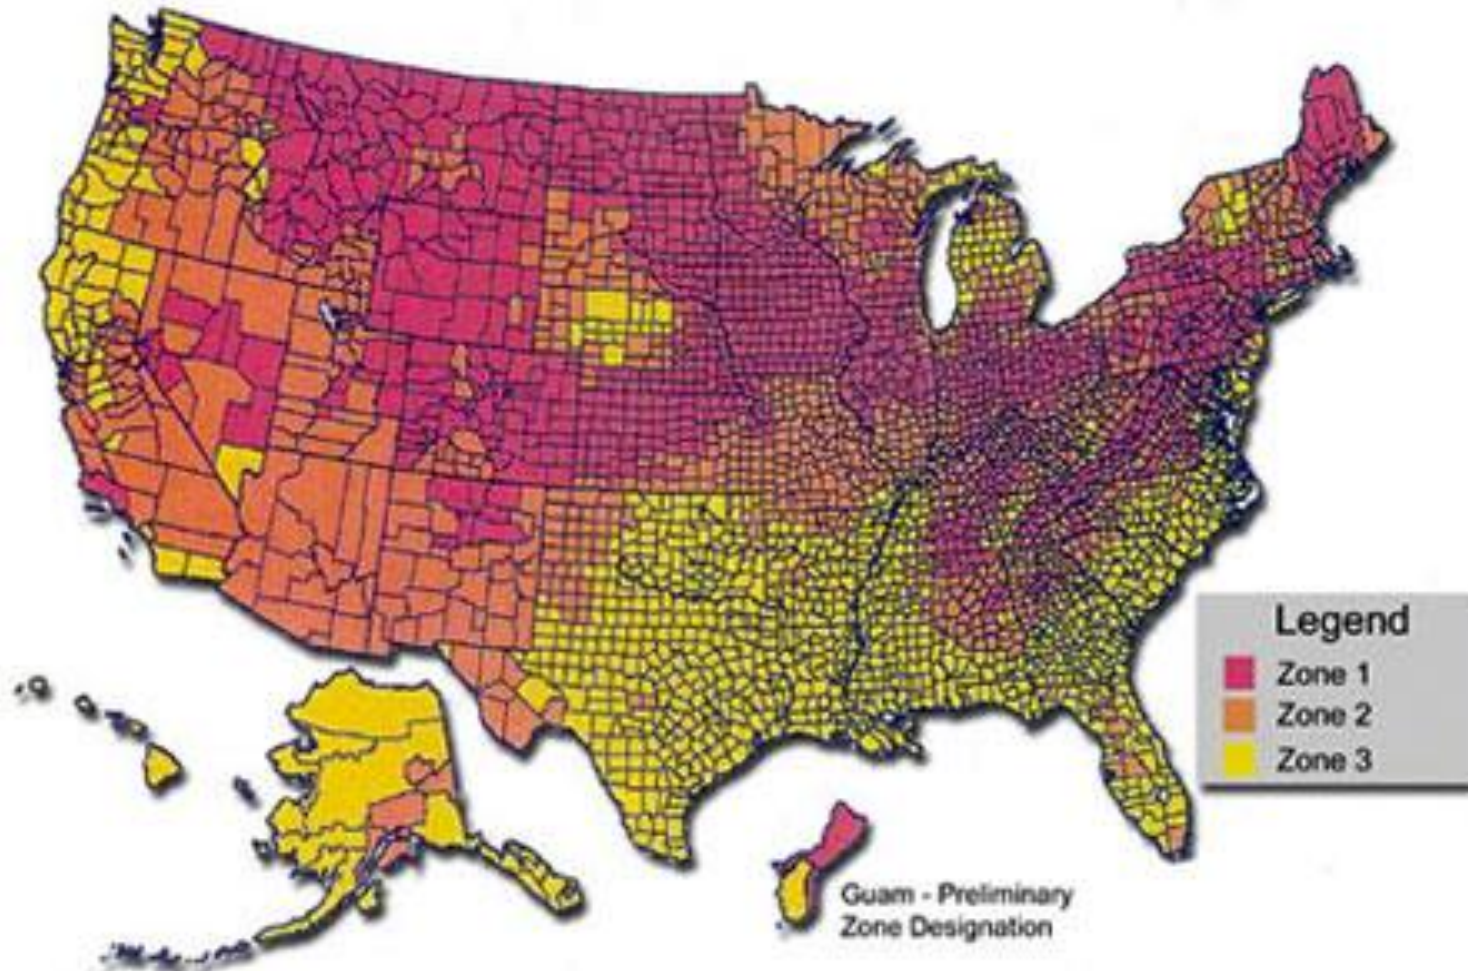 Legend
Zone 1
Zone 2
Zone 3
Guam - Preliminary
Zone Designation